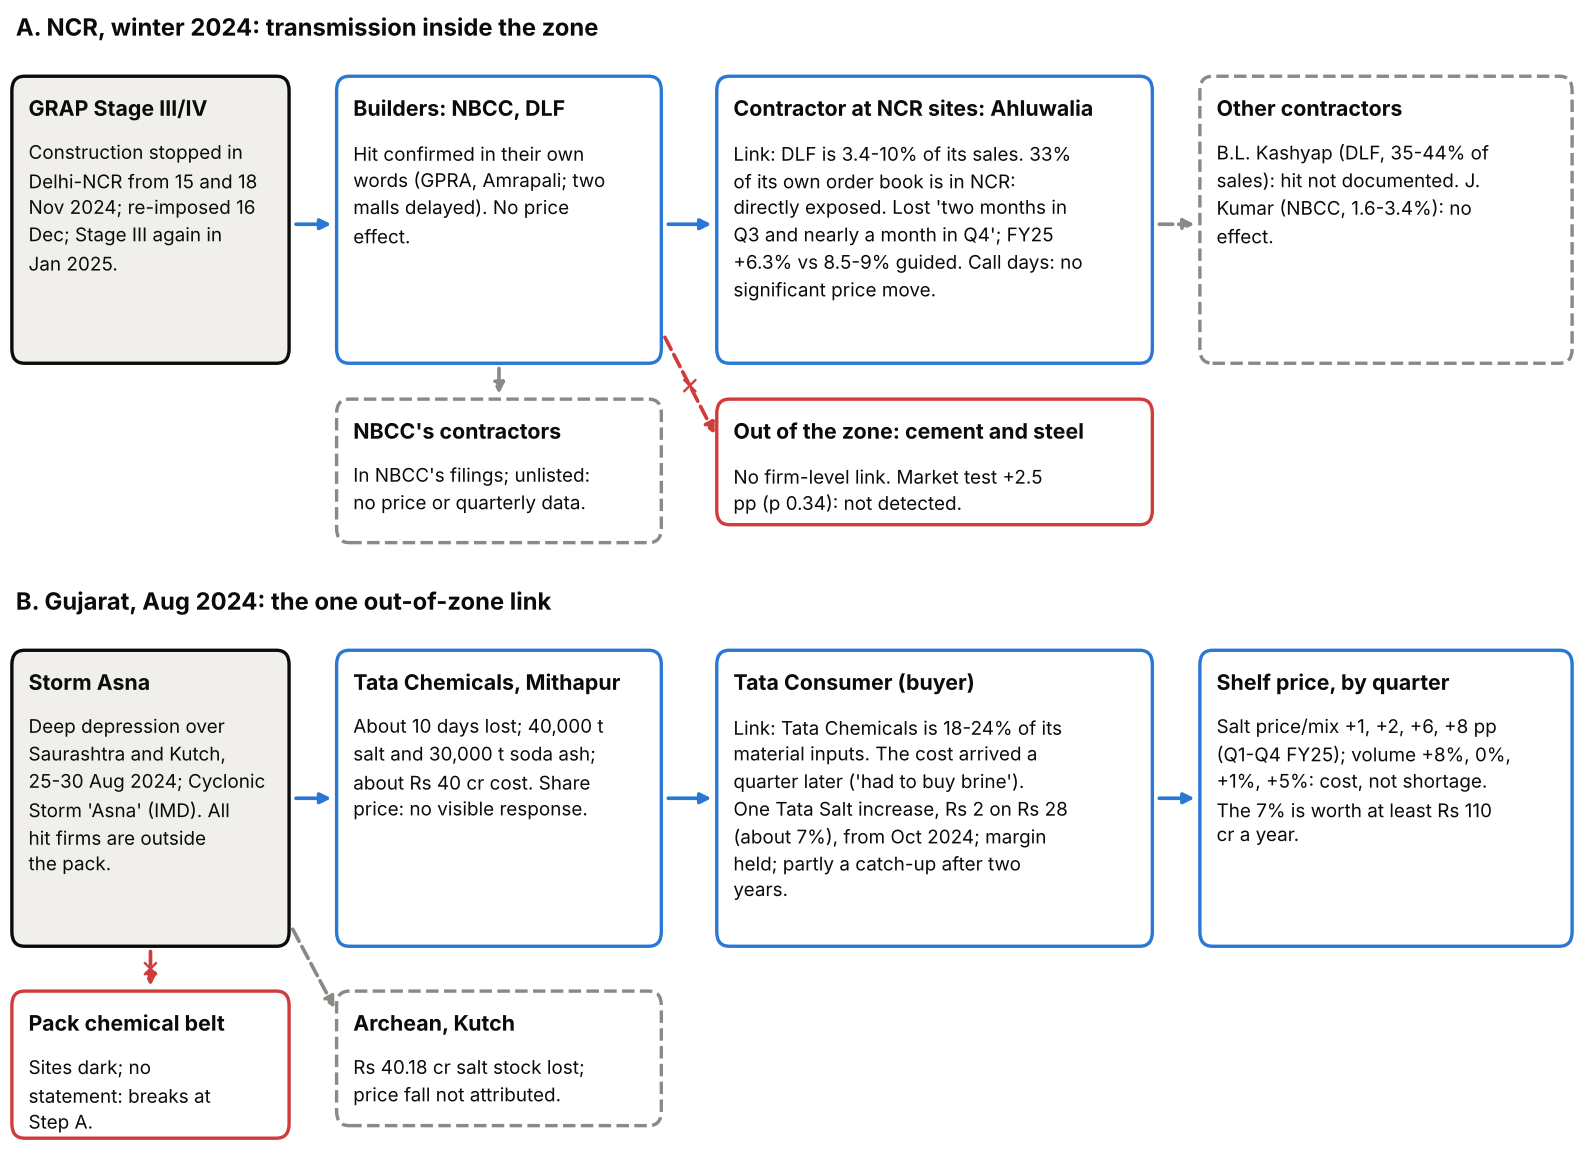 A. NCR, winter 2024: transmission inside the zone
GRAP Stage III/IV
Construction stopped in
Delhi-NCR from 15 and 18
Nov 2024; re-imposed 16
Dec; Stage III again in
Jan 2025.
Builders: NBCC, DLF
Hit confirmed in their own
words (GPRA, Amrapali; two
malls delayed). No price
effect.
Contractor at NCR sites: Ahluwalia
Link: DLF is 3.4-10% of its sales. 33%
of its own order book is in NCR:
directly exposed. Lost 'two months in
Q3 and nearly a month in Q4'; FY25
+6.3% vs 8.5-9% guided. Call days: no
significant price move.
Other contractors
B.L. Kashyap (DLF, 35-44% of
sales): hit not documented. J.
Kumar (NBCC, 1.6-3.4%): no
effect.
NBCC's contractors
In NBCC's filings; unlisted:
no price or quarterly data.
Out of the zone: cement and steel
No firm-level link. Market test +2.5
pp (p 0.34): not detected.
B. Gujarat, Aug 2024: the one out-of-zone link
Storm Asna
Deep depression over
Saurashtra and Kutch,
25-30 Aug 2024; Cyclonic
Storm 'Asna' (IMD). All
hit firms are outside
the pack.
Tata Chemicals, Mithapur
About 10 days lost; 40,000 t
salt and 30,000 t soda ash;
about Rs 40 cr cost. Share
price: no visible response.
Tata Consumer (buyer)
Link: Tata Chemicals is 18-24% of its
material inputs. The cost arrived a
quarter later ('had to buy brine').
One Tata Salt increase, Rs 2 on Rs 28
(about 7%), from Oct 2024; margin
held; partly a catch-up after two
years.
Shelf price, by quarter
Salt price/mix +1, +2, +6, +8 pp
(Q1-Q4 FY25); volume +8%, 0%,
+1%, +5%: cost, not shortage.
The 7% is worth at least Rs 110
cr a year.
Pack chemical belt
Sites dark; no
statement: breaks at
Step A.
Archean, Kutch
Rs 40.18 cr salt stock lost;
price fall not attributed.